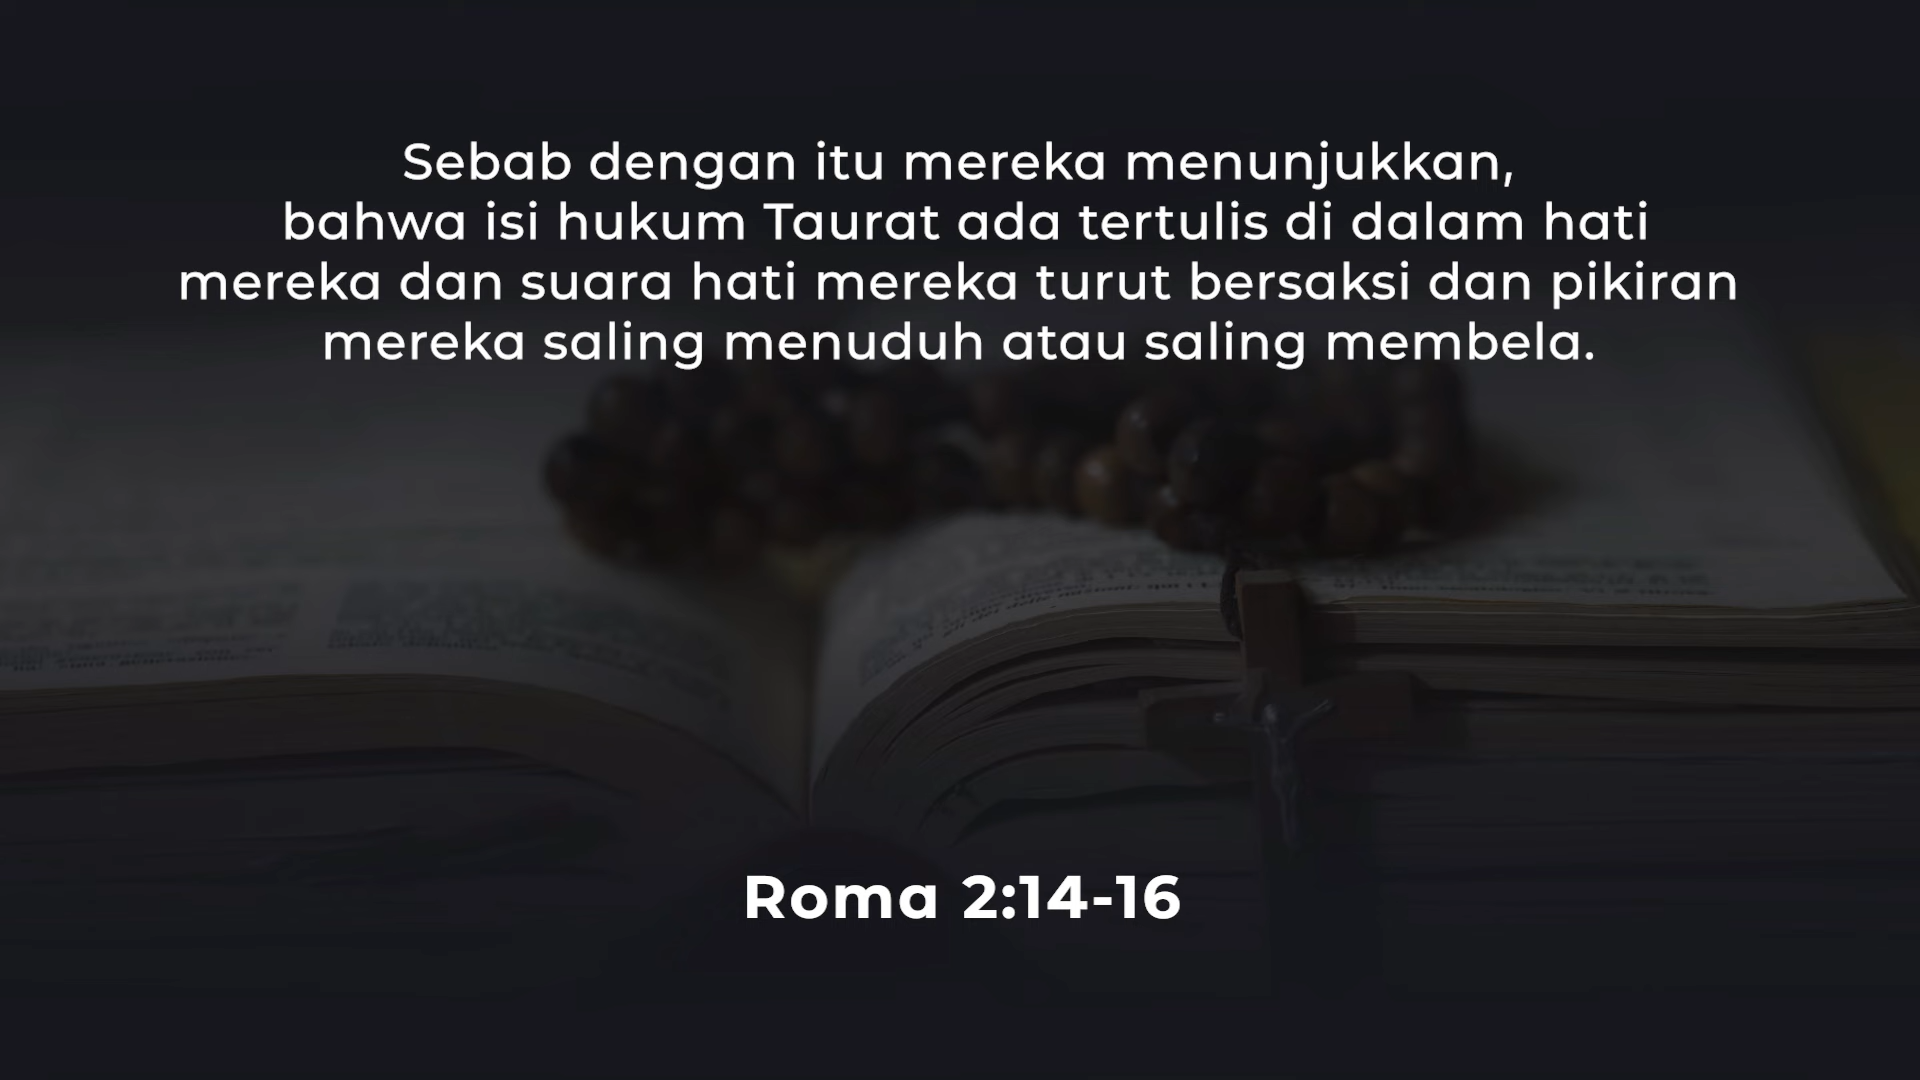 Sebab dengan itu mereka menunjukkan,
bahwa isi hukum Taurat ada tertulis di dalam hati
mereka dan suara hati mereka turut bersaksi dan pikiran
mereka saling menuduh atau saling membela.
Roma 2:14-16